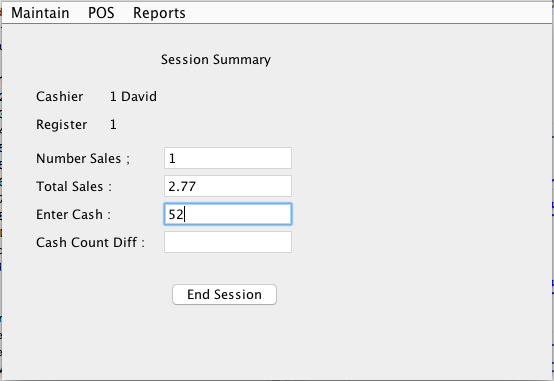 Maintain POS Reports
Session Summary
Cashier 1 David
Register 1
Number Sales ; 1
Total Sales : 2.77
Enter Cash : 52
Cash Count Diff :
End Session